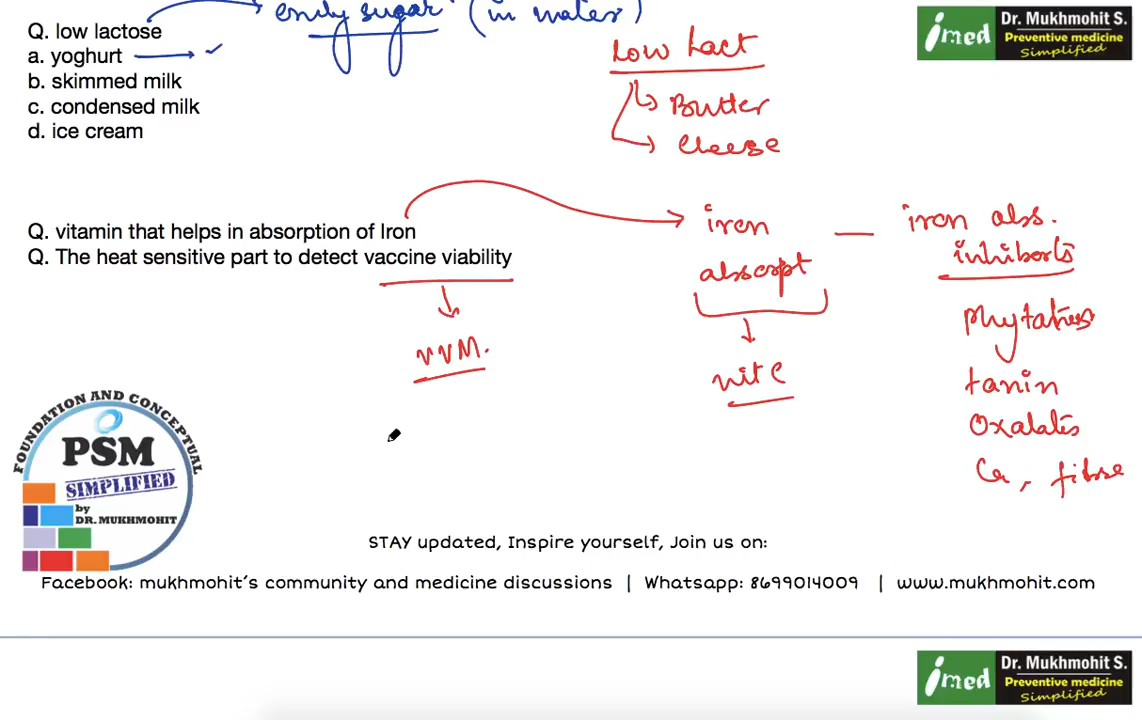 only sugar (in males)
Dr. Mukhmohit S.
imed
Preventive medicine
Simplified
Q. low lactose
a. yoghurt
b. skimmed milk
c. condensed milk
d. ice cream
Low Lact
Butter
Cheese
Q. vitamin that helps in absorption of Iron
Q. The heat sensitive part to detect vaccine viability
VVM.
iron
absorpt
vit C
iron abs.
inhiborts
phytates
tanin
Oxalates
Ca, fibre
FOUNDATION AND CONCEPTUAL
PSM
SIMPLIFIED
by
DR. MUKHMOHIT
STAY updated, Inspire yourself, Join us on:
Facebook: mukhmohit's community and medicine discussions | Whatsapp: 8699014009 | www.mukhmohit.com
Dr. Mukhmohit S.
imed
Preventive medicine
Simplified